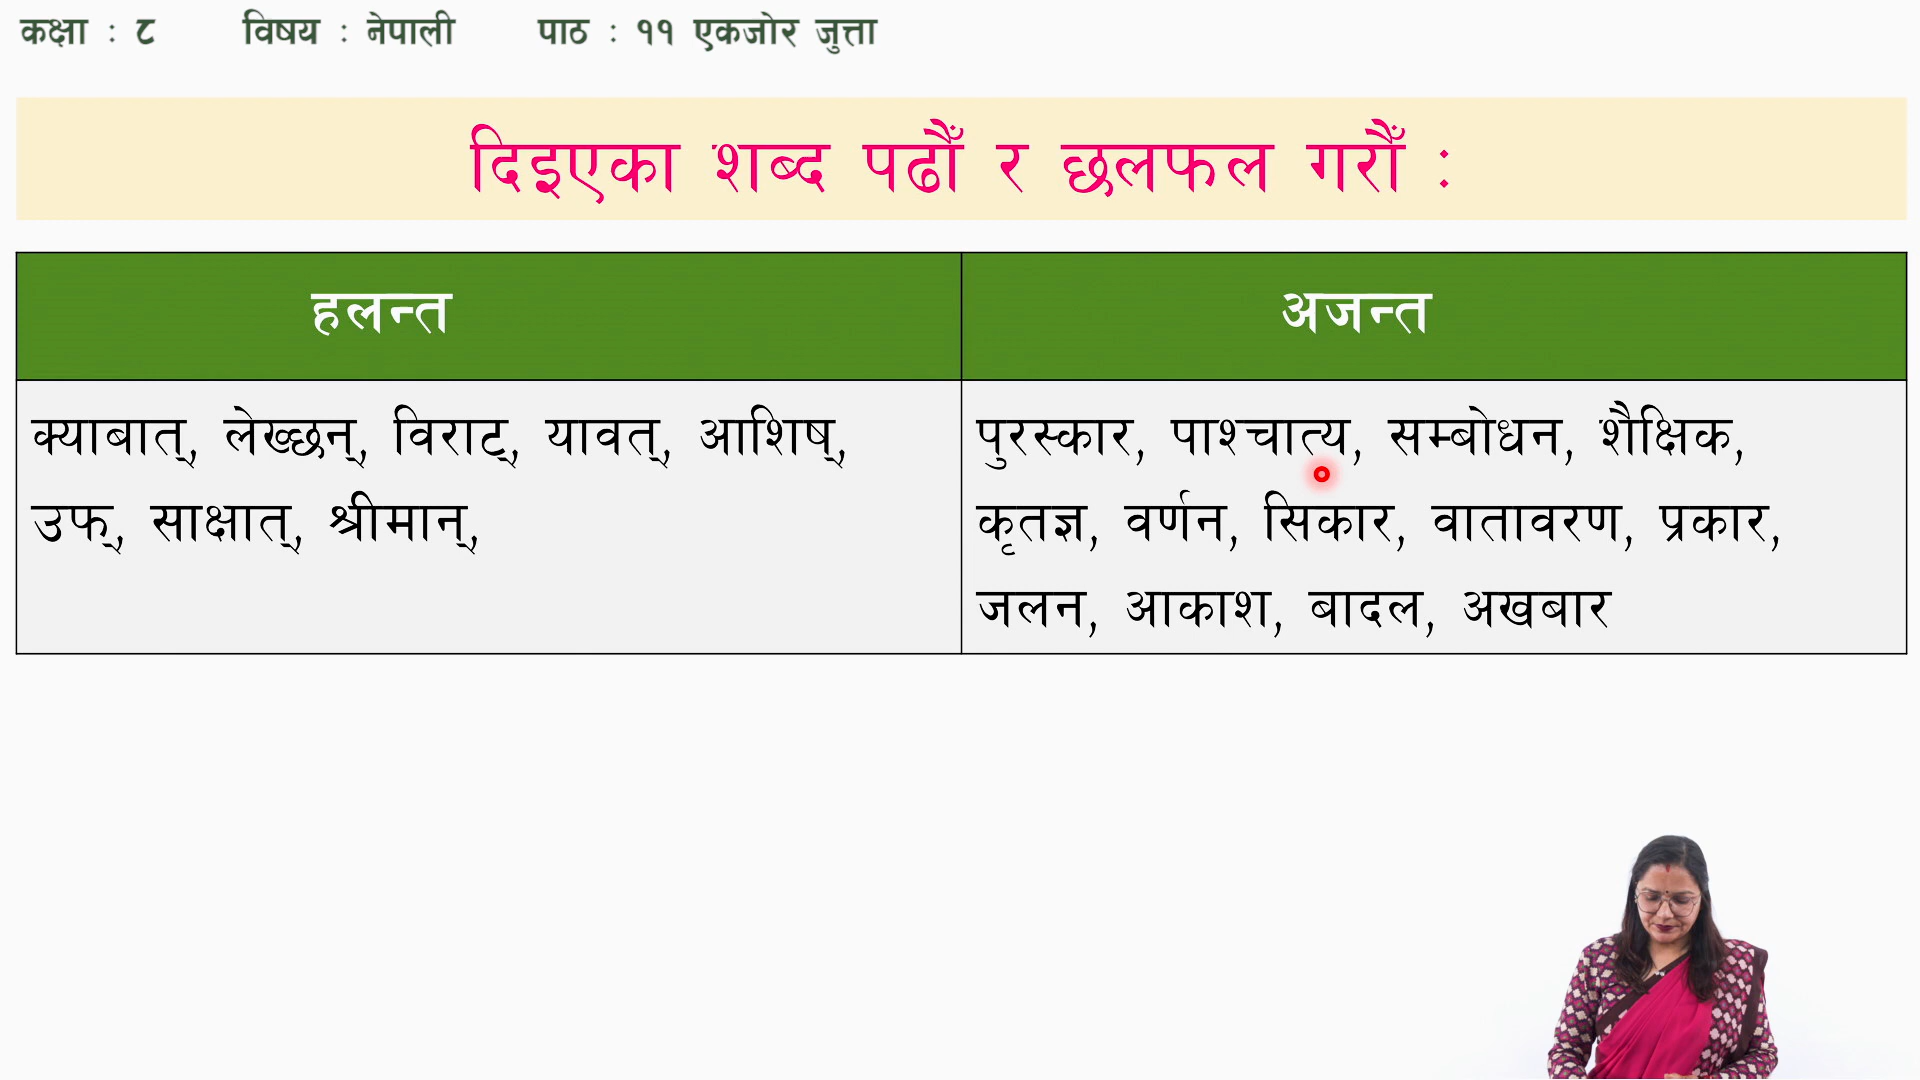 कक्षा : ८ विषय : नेपाली पाठ : ११ एकजोर जुत्ता
दिइएका शब्द पढौँ र छलफल गरौँ :
हलन्त
अजन्त
क्याबात्, लेख्छन्, विराट्, यावत्, आशिष्,
उफ्, साक्षात्, श्रीमान्,
पुरस्कार, पाश्चात्य, सम्बोधन, शैक्षिक,
कृतज्ञ, वर्णन, सिकार, वातावरण, प्रकार,
जलन, आकाश, बादल, अखबार